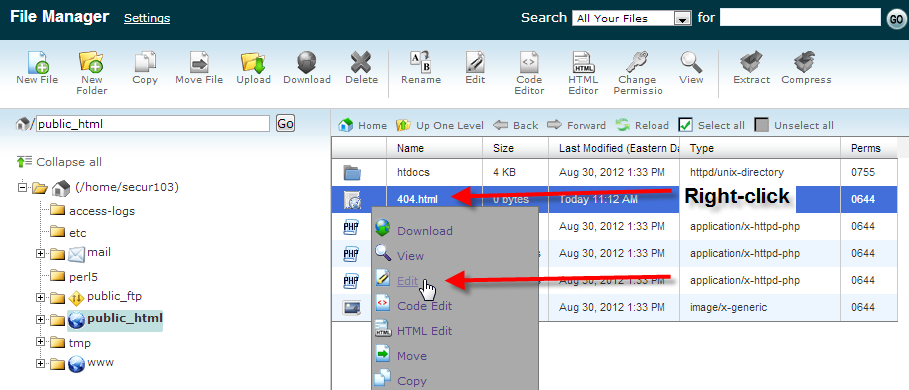 File Manager Settings Search All Your Files for GO
New File New Folder Copy Move File Upload Download Delete Rename Edit Code Editor HTML Editor Change Permissio View Extract Compress
/ public_html Go
Home Up One Level Back Forward Reload Select all Unselect all
Collapse all
(/home/secur103)
access-logs
etc
mail
perl5
public_ftp
public_html
tmp
www
Name Size Last Modified (Eastern Da Type Perms
htdocs 4 KB Aug 30, 2012 1:33 PM httpd/unix-directory 0755
404.html 0 bytes Today 11:12 AM Right-click 0644
PHP Aug 30, 2012 1:33 PM application/x-httpd-php 0644
PHP s Aug 30, 2012 1:33 PM application/x-httpd-php 0644
PHP Aug 30, 2012 1:33 PM application/x-httpd-php 0644
Aug 30, 2012 1:33 PM image/x-generic 0644
Download
View
Edit
Code Edit
HTML Edit
Move
Copy